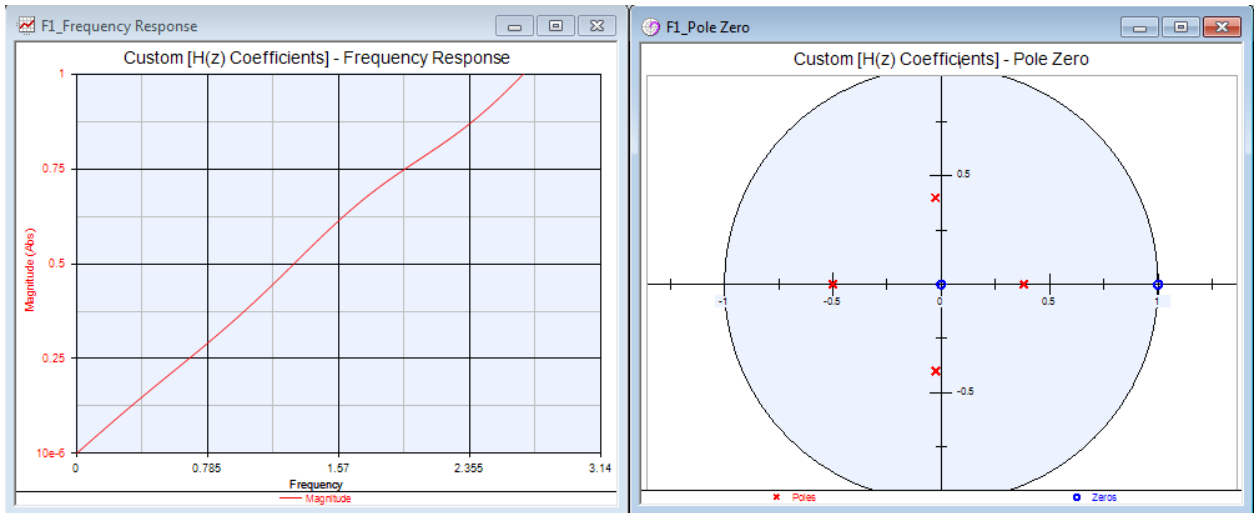 F1_Frequency Response
Custom [H(z) Coefficients] - Frequency Response
1
0.75
0.5
0.25
10e-6
Magnitude (Abs)
0 0.785 1.57 2.355 3.14
Frequency
Magnitude
F1_Pole Zero
Custom [H(z) Coefficients] - Pole Zero
0.5
-1 -0.5 0 0.5 1
-0.5
Poles Zeros